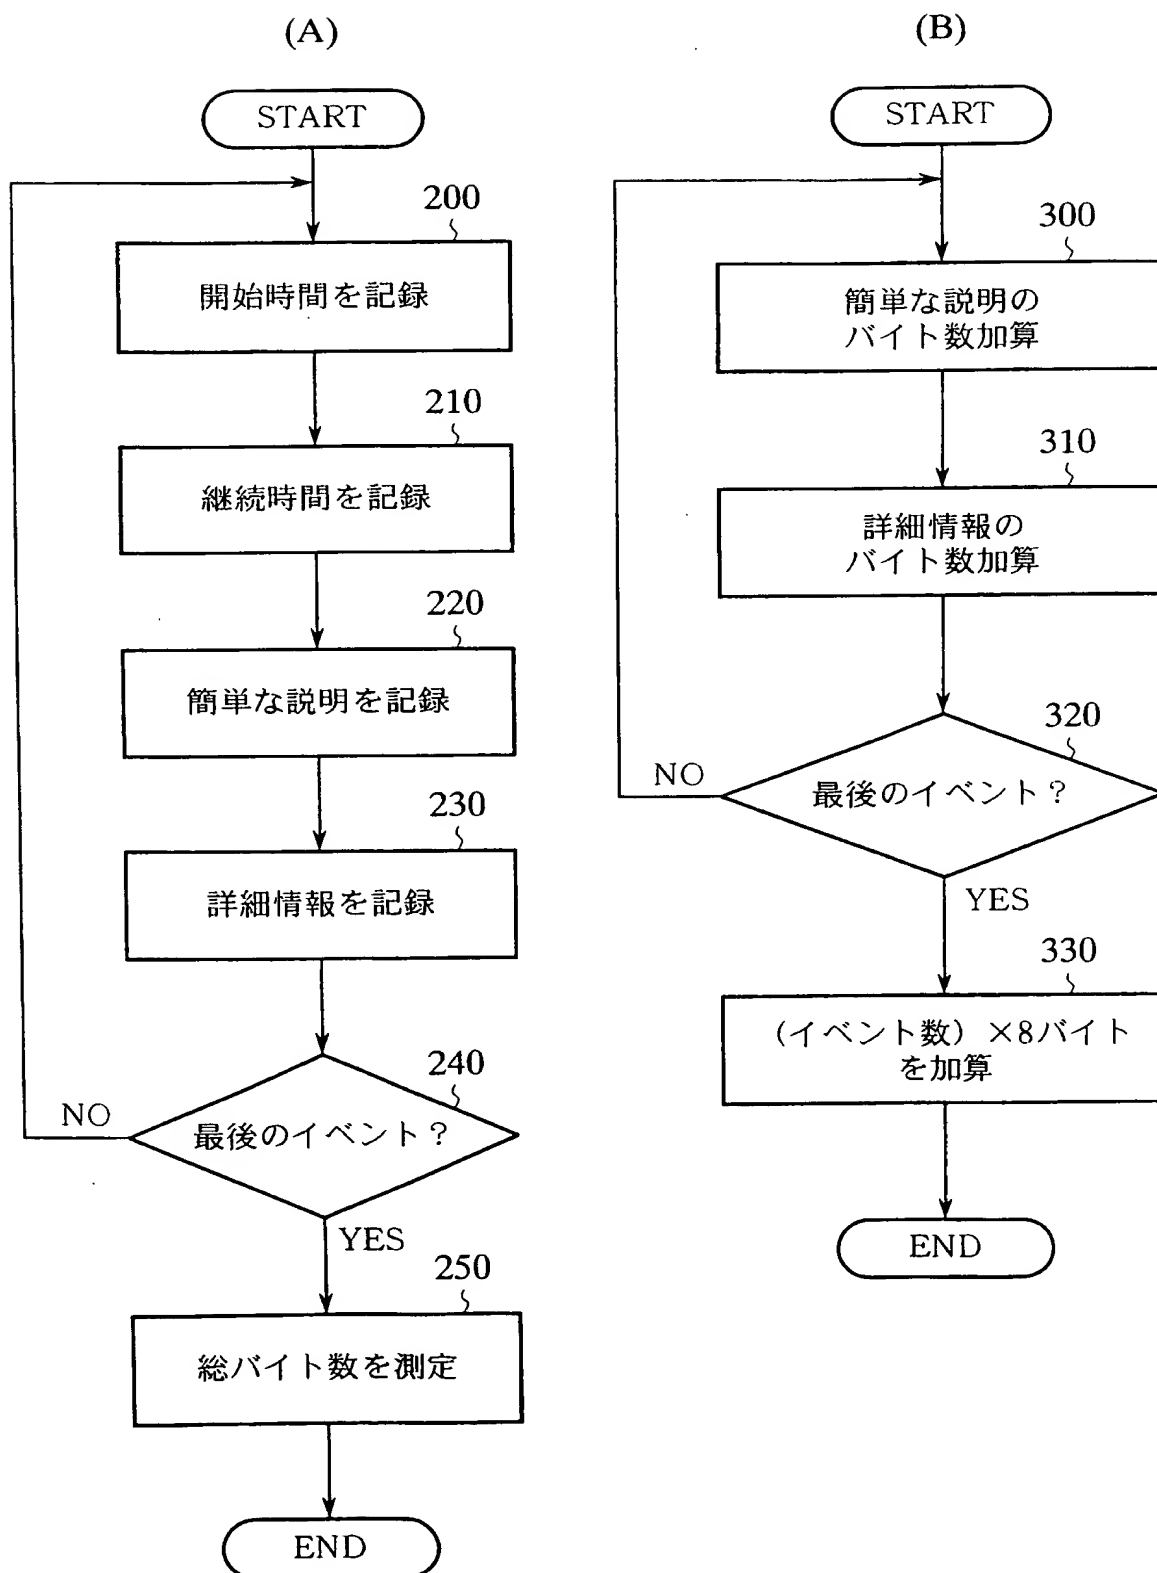 (A)
START
200
開始時間を記録
210
継続時間を記録
220
簡単な説明を記録
230
詳細情報を記録
240
最後のイベント?
NO
YES
250
総バイト数を測定
END
(B)
START
300
簡単な説明の
バイト数加算
310
詳細情報の
バイト数加算
320
最後のイベント?
NO
YES
330
(イベント数)×8バイト
を加算
END